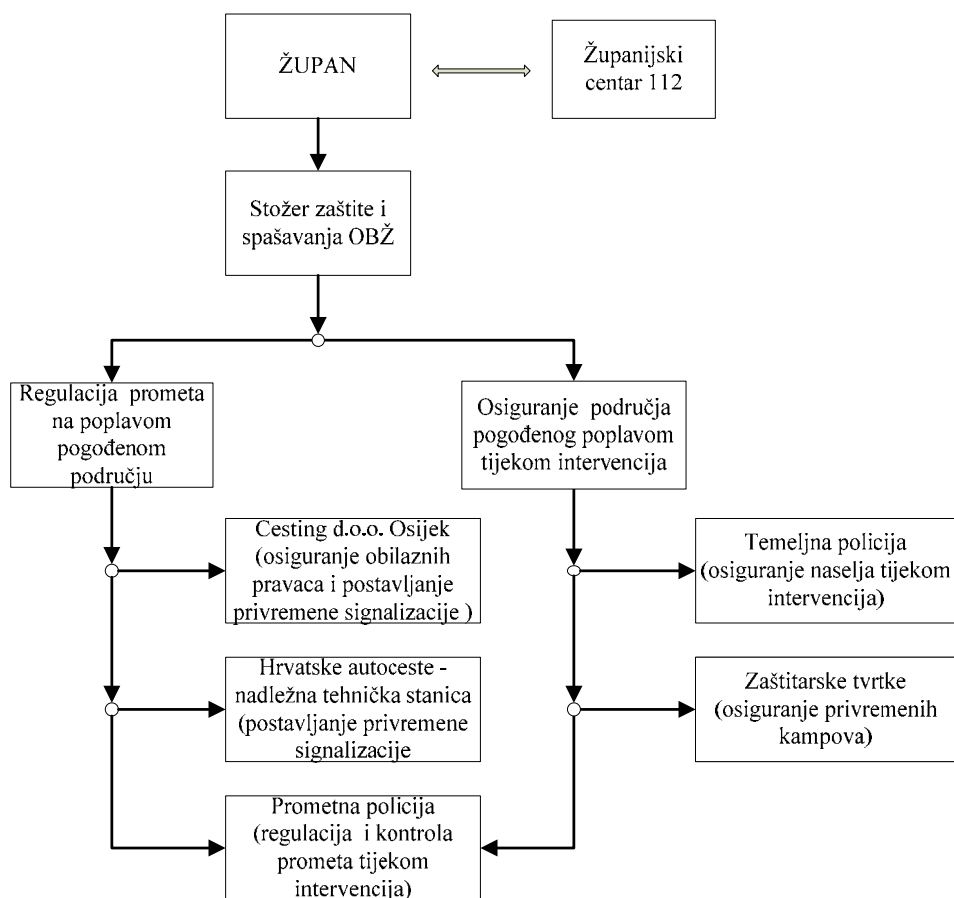 ŽUPAN
Županijski
centar 112
Stožer zaštite i
spašavanja OBŽ
Regulacija prometa
na poplavom
pogođenom
području
Osiguranje područja
pogođenog poplavom
tijekom intervencija
Cesting d.o.o. Osijek
(osiguranje obilaznih
pravaca i postavljanje
privremene signalizacije )
Temeljna policija
(osiguranje naselja tijekom
intervencija)
Hrvatske autoceste -
nadležna tehnička stanica
(postavljanje privremene
signalizacije
Zaštitarske tvrtke
(osiguranje privremenih
kampova)
Prometna policija
(regulacija i kontrola
prometa tijekom
intervencija)